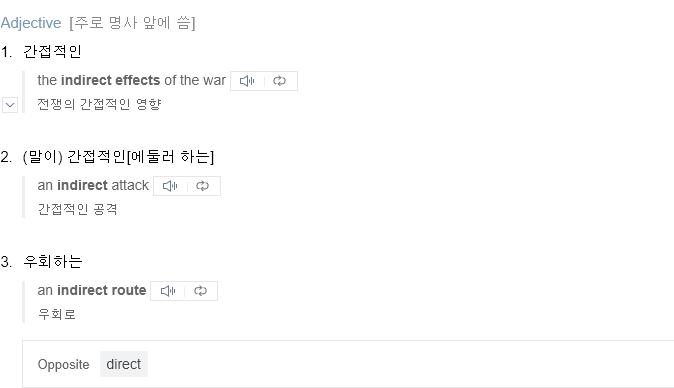 Adjective [주로 명사 앞에 씀]
1. 간접적인
the indirect effects of the war
전쟁의 간접적인 영향
2. (말이) 간접적인[에둘러 하는]
an indirect attack
간접적인 공격
3. 우회하는
an indirect route
우회로
Opposite direct